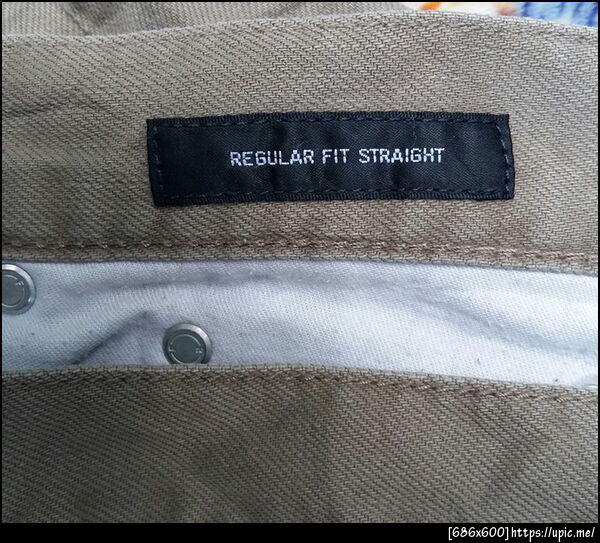 REGULAR FIT STRAIGHT
[686x600]https://upic.me/